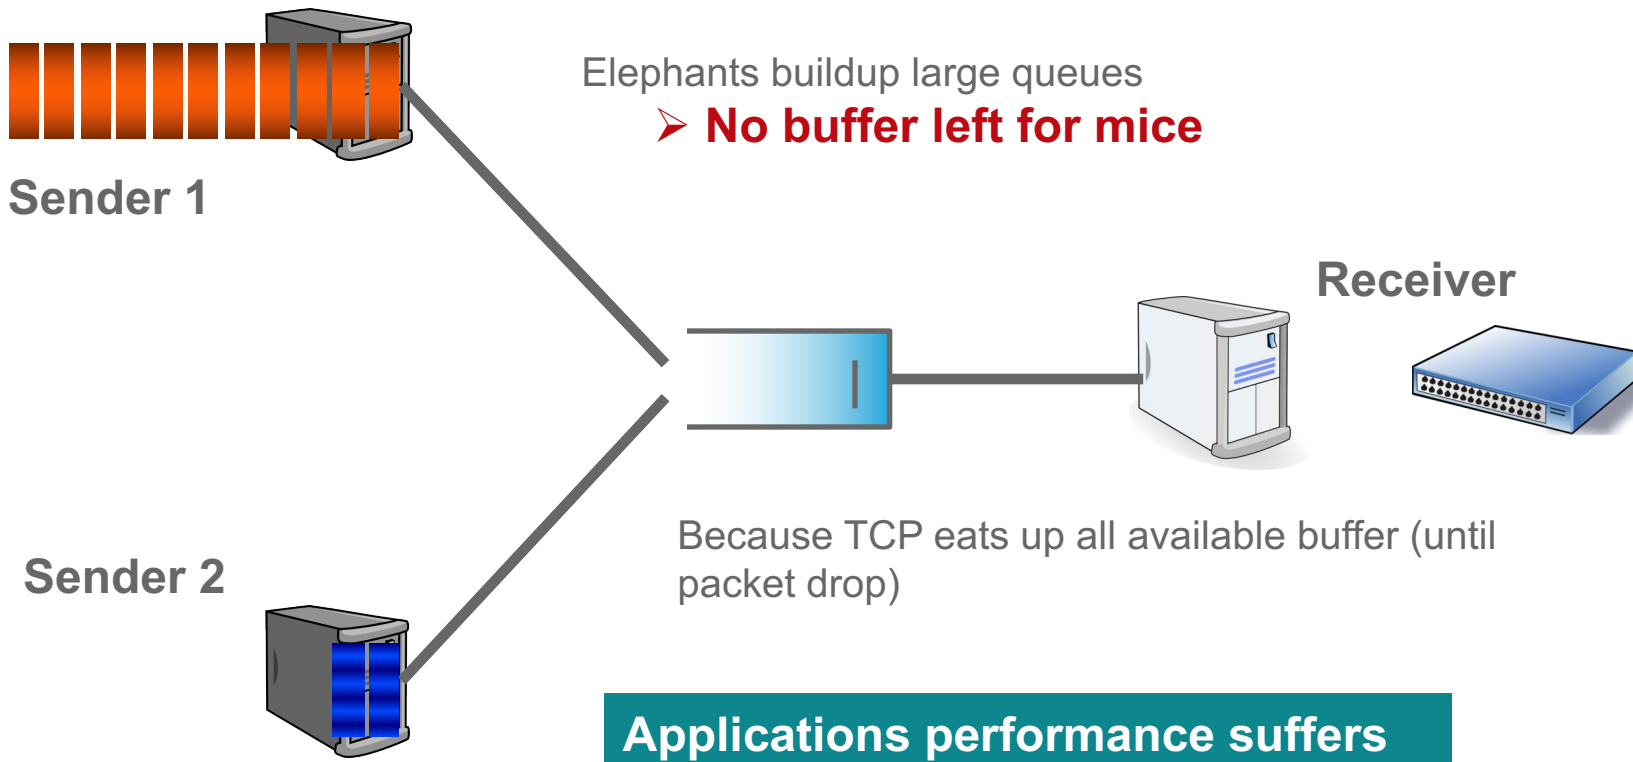 Elephants buildup large queues
➢ No buffer left for mice
Sender 1
Receiver
Because TCP eats up all available buffer (until
packet drop)
Sender 2
Applications performance suffers